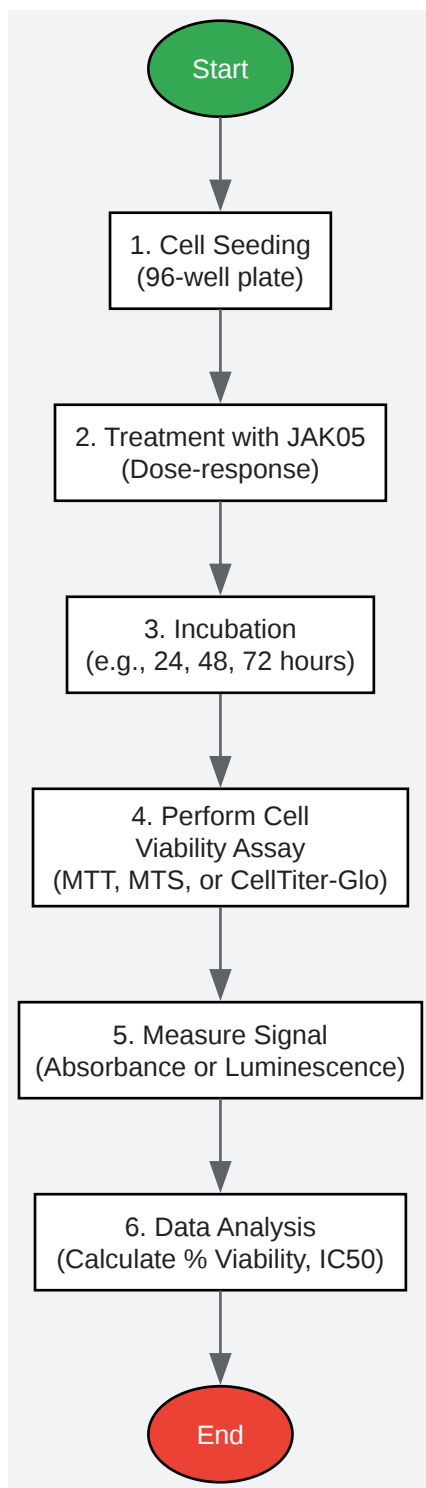 Start
1. Cell Seeding
(96-well plate)
2. Treatment with JAK05
(Dose-response)
3. Incubation
(e.g., 24, 48, 72 hours)
4. Perform Cell
Viability Assay
(MTT, MTS, or CellTiter-Glo)
5. Measure Signal
(Absorbance or Luminescence)
6. Data Analysis
(Calculate % Viability, IC50)
End